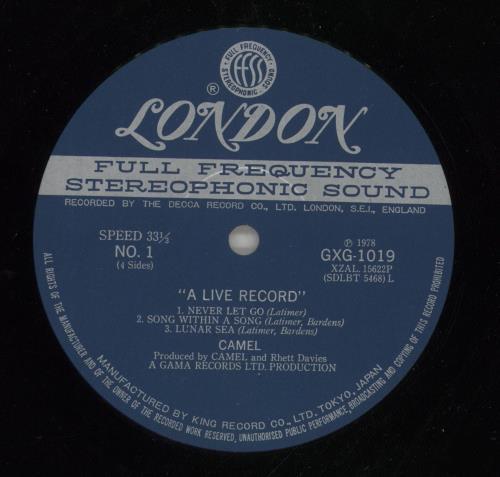 FULL FREQUENCY
ffss
STEREOPHONIC SOUND
®
LONDON
FULL FREQUENCY
STEREOPHONIC SOUND
RECORDED BY THE DECCA RECORD CO., LTD. LONDON, S.E.I., ENGLAND
SPEED 33⅓
NO. 1
(4 Sides)
Ⓟ 1978
GXG-1019
XZAL. 15622P
(SDLBT 5468) L
"A LIVE RECORD"
1. NEVER LET GO (Latimer)
2. SONG WITHIN A SONG (Latimer, Bardens)
3. LUNAR SEA (Latimer, Bardens)
CAMEL
Produced by CAMEL and Rhett Davies
A GAMA RECORDS LTD. PRODUCTION
MANUFACTURED BY KING RECORD CO., LTD. TOKYO, JAPAN
ALL RIGHTS OF THE MANUFACTURER AND OF THE OWNER OF THE RECORDED WORK RESERVED, UNAUTHORISED PUBLIC PERFORMANCE, BROADCASTING AND COPYING OF THIS RECORD PROHIBITED